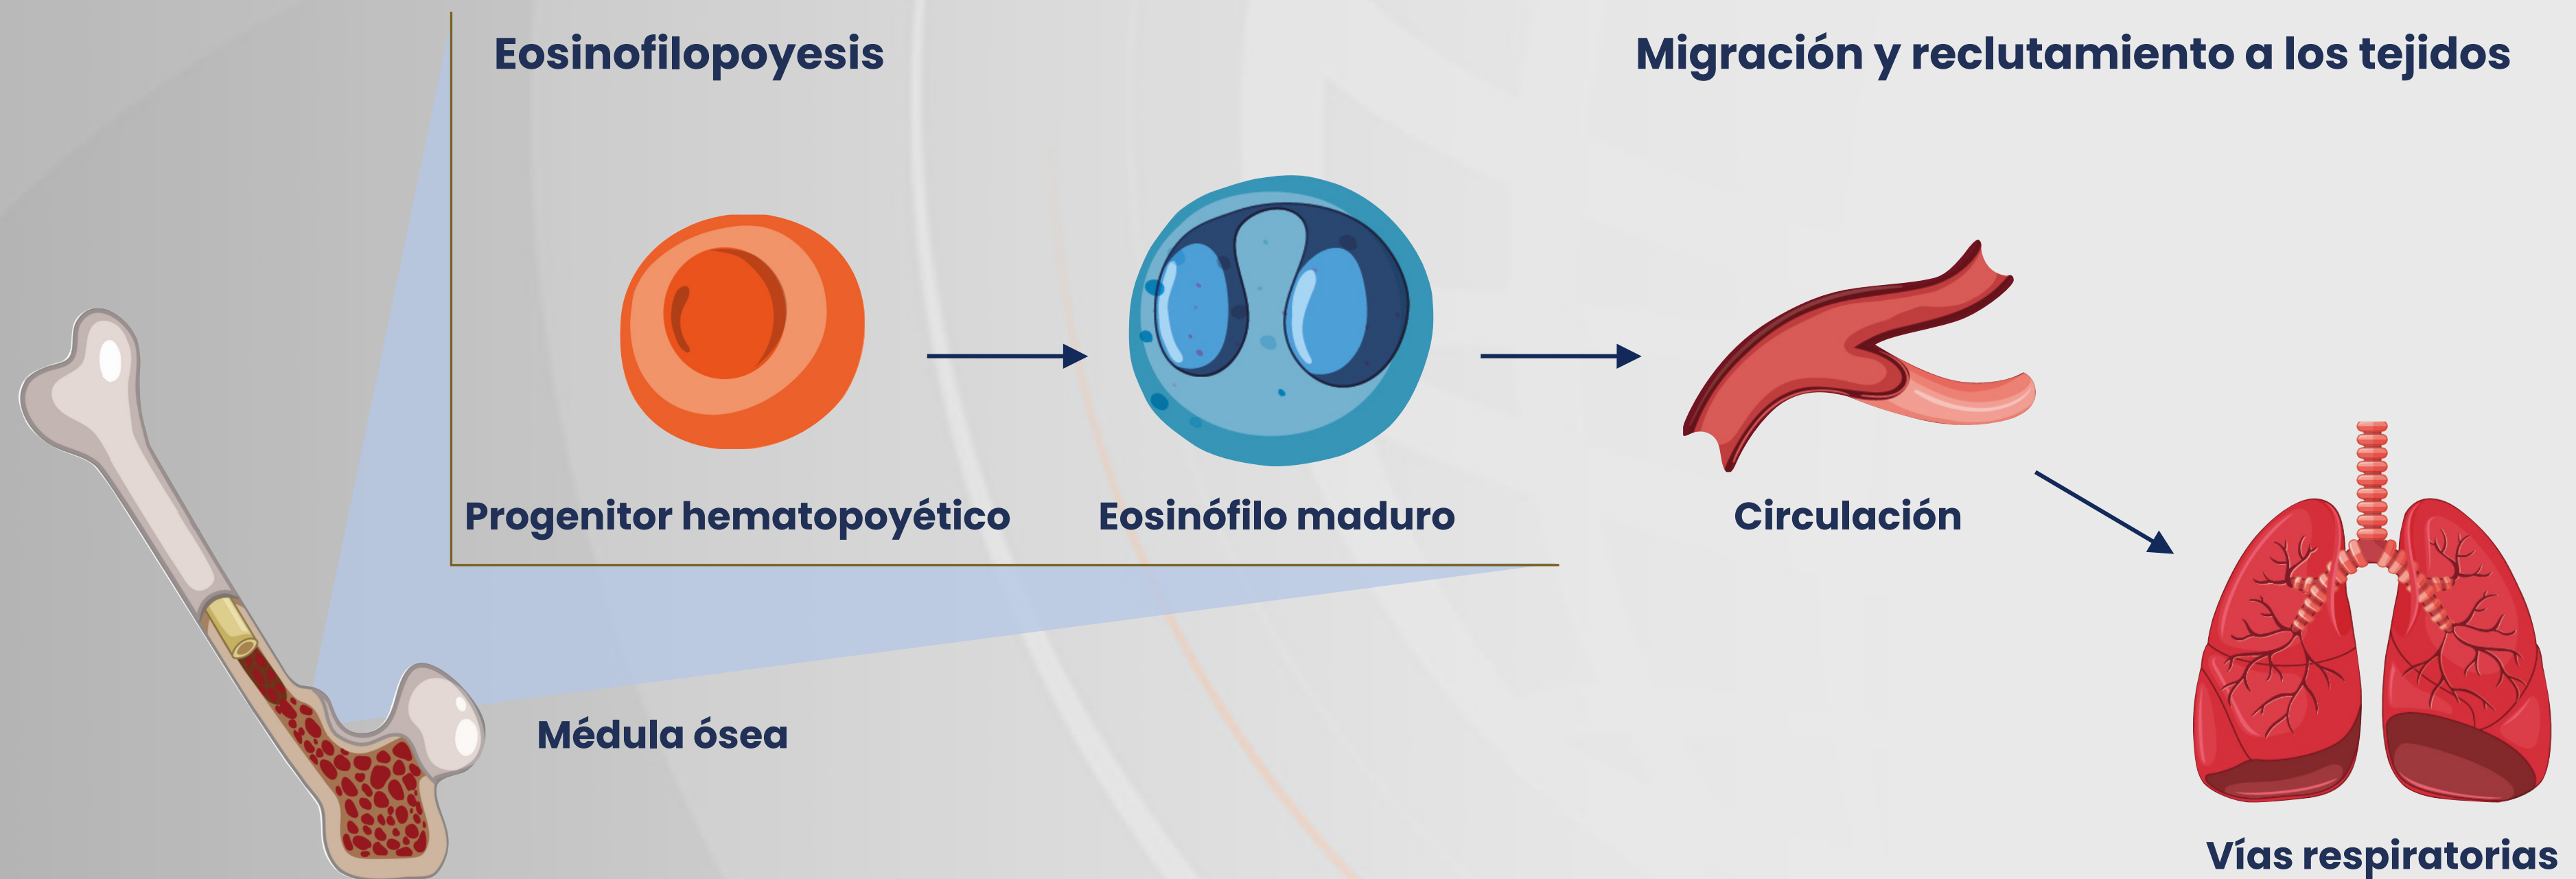 Eosinofilopoyesis
Migración y reclutamiento a los tejidos
Progenitor hematopoyético
Eosinófilo maduro
Circulación
Médula ósea
Vías respiratorias